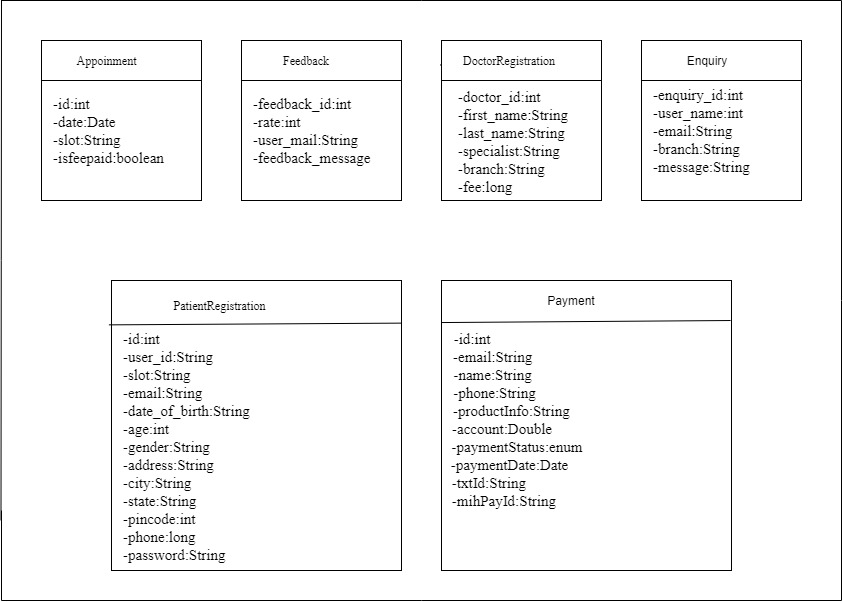 Appoinment
-id:int
-date:Date
-slot:String
-isfeepaid:boolean
Feedback
-feedback_id:int
-rate:int
-user_mail:String
-feedback_message
DoctorRegistration
-doctor_id:int
-first_name:String
-last_name:String
-specialist:String
-branch:String
-fee:long
Enquiry
-enquiry_id:int
-user_name:int
-email:String
-branch:String
-message:String
PatientRegistration
-id:int
-user_id:String
-slot:String
-email:String
-date_of_birth:String
-age:int
-gender:String
-address:String
-city:String
-state:String
-pincode:int
-phone:long
-password:String
Payment
-id:int
-email:String
-name:String
-phone:String
-productInfo:String
-account:Double
-paymentStatus:enum
-paymentDate:Date
-txtId:String
-mihPayId:String